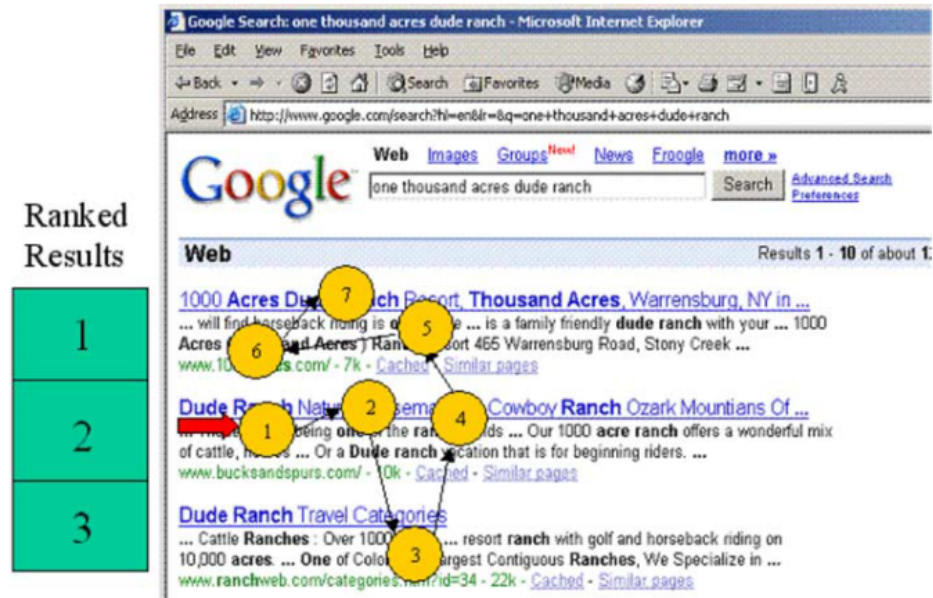 Google Search: one thousand acres dude ranch - Microsoft Internet Explorer
File Edit View Favorites Tools Help
Back Search Favorites Media
Address http://www.google.com/search?hl=en&lr=&q=one+thousand+acres+dude+ranch
Web Images Groups New! News Froogle more »
Google
one thousand acres dude ranch Search Advanced Search
Preferences
Ranked
Results
Web Results 1 - 10 of about
1000 Acres Ranch Resort, Thousand Acres, Warrensburg, NY in ...
... will find horseback riding is ... is a family friendly dude ranch with your ... 1000
Acres and Acres ) 465 Warrensburg Road, Stony Creek ...
www. .com/ - 7k - Cached - Similar pages
Dude Ranch Cowboy Ranch Ozark Mountians Of ...
... being the ... Our 1000 acre ranch offers a wonderful mix
of cattle, ... Or a Dude ranch vacation that is for beginning riders. ...
www.bucksandspurs.com/ - 10k - Cached - Similar pages
Dude Ranch Travel Categories
... Cattle Ranches : Over 1000 ... resort ranch with golf and horseback riding on
10,000 acres. ... One of Largest Contiguous Ranches, We Specialize in ...
www.ranchweb.com/categories. ?id=34 - 22k - Cached - Similar pages
1
2
3
1
2
3
4
5
6
7